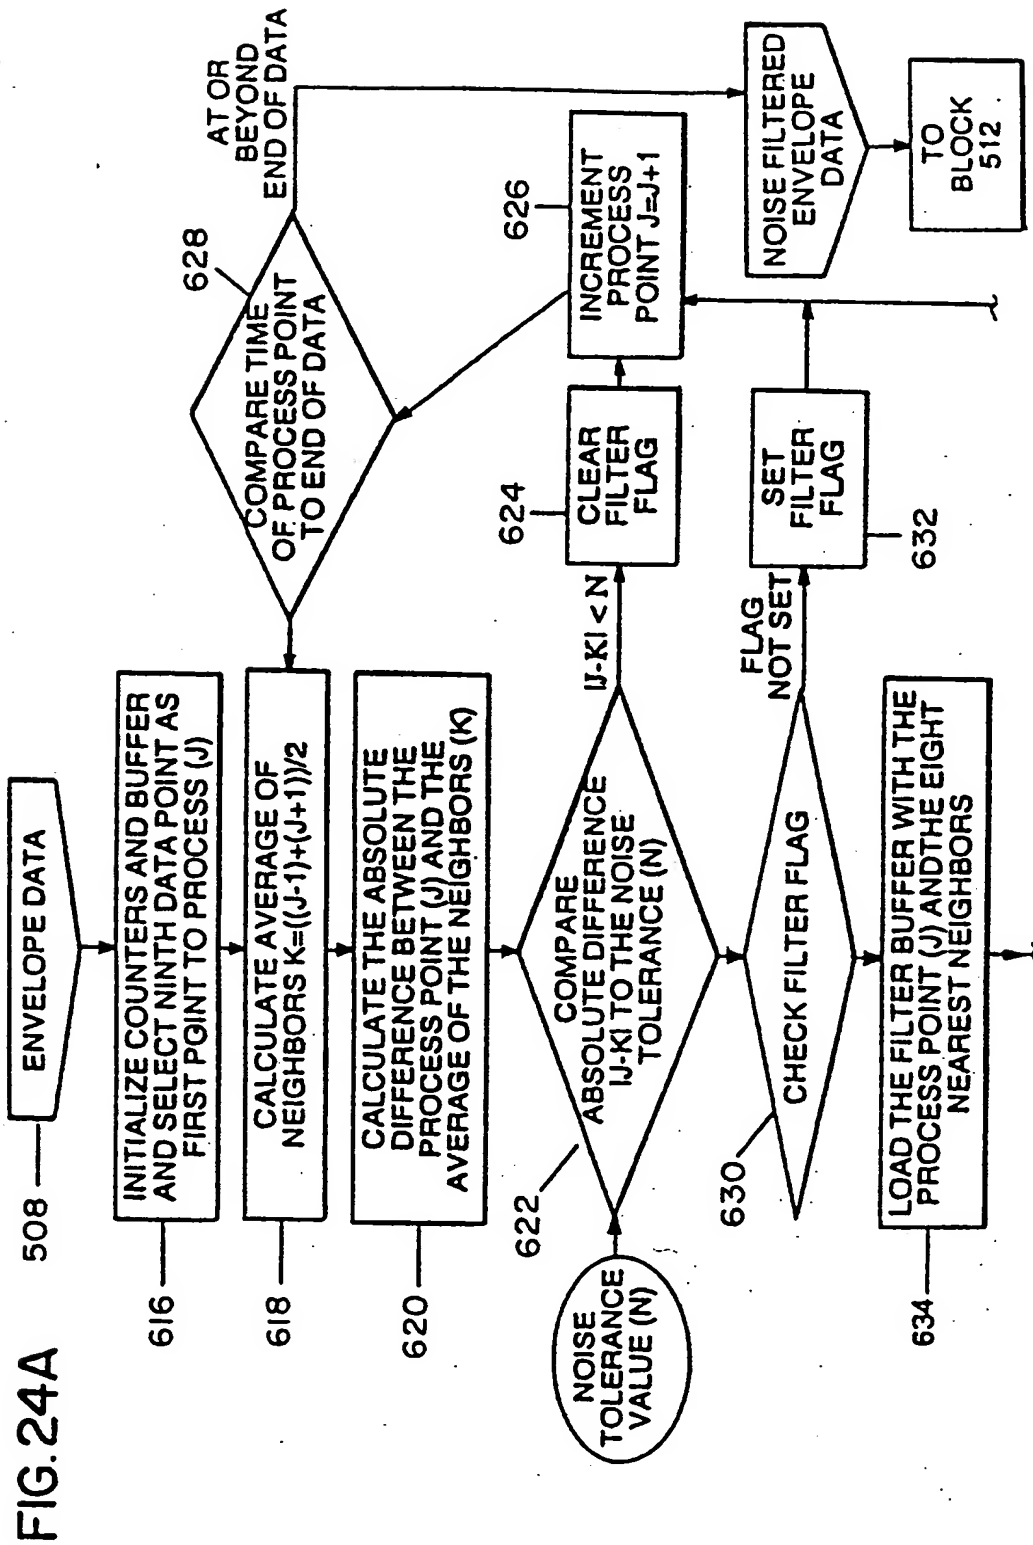 FIG.24A
508
ENVELOPE DATA
616
INITIALIZE COUNTERS AND BUFFER
AND SELECT NINTH DATA POINT AS
FIRST POINT TO PROCESS (J)
618
CALCULATE AVERAGE OF
NEIGHBORS K=((J-1)+(J+1))/2
620
CALCULATE THE ABSOLUTE
DIFFERENCE BETWEEN THE
PROCESS POINT (J) AND THE
AVERAGE OF THE NEIGHBORS (K)
NOISE
TOLERANCE
VALUE (N)
622
COMPARE
ABSOLUTE DIFFERENCE
|J-K| TO THE NOISE
TOLERANCE (N)
|J-K| < N
624
CLEAR
FILTER
FLAG
626
INCREMENT
PROCESS
POINT J=J+1
628
COMPARE TIME
OF PROCESS POINT
TO END OF DATA
AT OR
BEYOND
END OF DATA
630
CHECK FILTER FLAG
FLAG
NOT SET
SET
FILTER
FLAG
632
NOISE FILTERED
ENVELOPE
DATA
TO
BLOCK
512
634
LOAD THE FILTER BUFFER WITH THE
PROCESS POINT (J) ANDTHE EIGHT
NEAREST NEIGHBORS